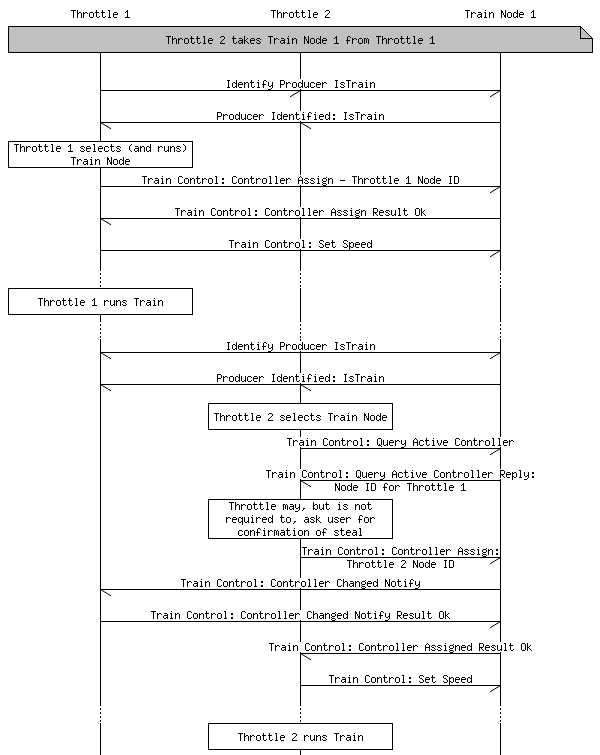 Throttle 1
Throttle 2
Train Node 1
Throttle 2 takes Train Node 1 from Throttle 1
Identify Producer IsTrain
Producer Identified: IsTrain
Throttle 1 selects (and runs)
Train Node
Train Control: Controller Assign - Throttle 1 Node ID
Train Control: Controller Assign Result Ok
Train Control: Set Speed
Throttle 1 runs Train
Identify Producer IsTrain
Producer Identified: IsTrain
Throttle 2 selects Train Node
Train Control: Query Active Controller
Train Control: Query Active Controller Reply:
Node ID for Throttle 1
Throttle may, but is not
required to, ask user for
confirmation of steal
Train Control: Controller Assign:
Throttle 2 Node ID
Train Control: Controller Changed Notify
Train Control: Controller Changed Notify Result Ok
Train Control: Controller Assigned Result Ok
Train Control: Set Speed
Throttle 2 runs Train